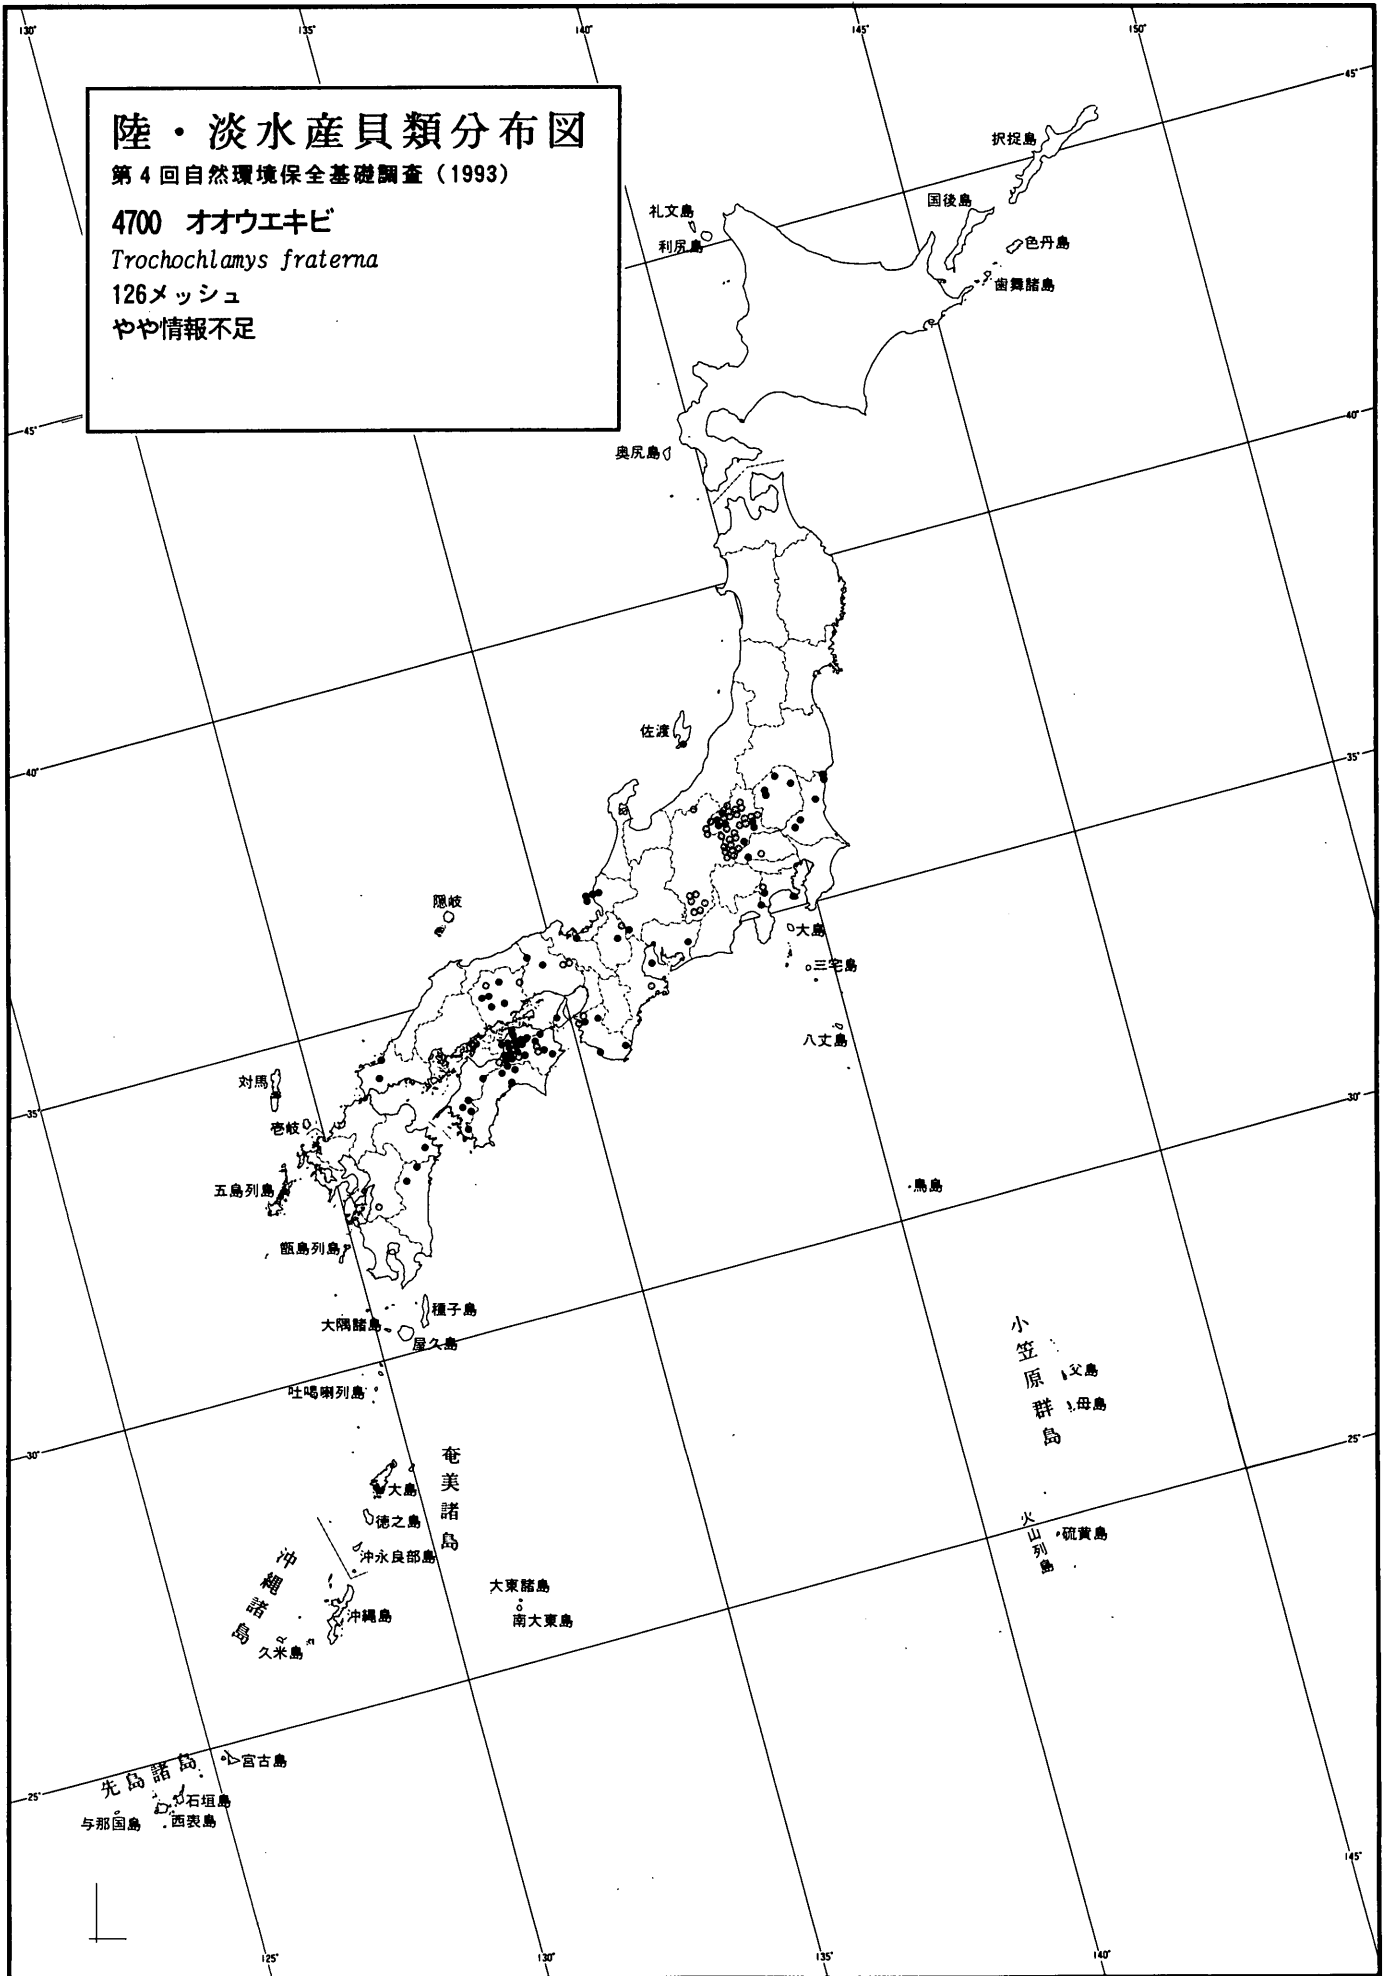 130°
135°
140°
145°
150°
45°
陸・淡水産貝類分布図
第4回自然環境保全基礎調査（1993）
4700 オオウエキビ
Trochochlamys fraterna
126メッシュ
やや情報不足
択捉島
国後島
色丹島
歯舞諸島
礼文島
利尻島
45°
40°
奥尻島
佐渡
40°
35°
隠岐
大島
三宅島
八丈島
対馬
35°
壱岐
30°
五島列島
鳥島
甑島列島
種子島
大隅諸島
屋久島
吐噶喇列島
小笠原群島
父島
母島
30°
25°
奄美諸島
大島
徳之島
沖永良部島
火山列島
硫黄島
沖縄諸島
沖縄島
久米島
大東諸島
南大東島
先島諸島
宮古島
石垣島
西表島
与那国島
25°
145°
125°
130°
135°
140°